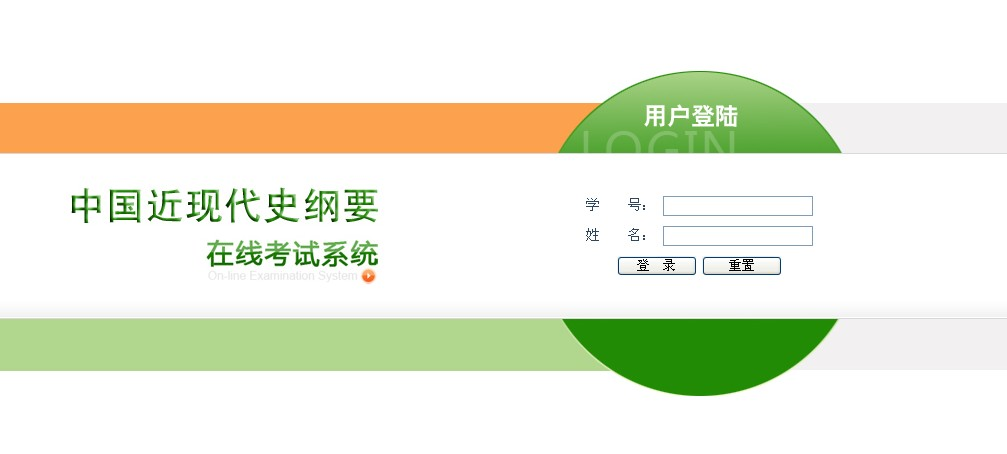 用户登陆
LOGIN
中国近现代史纲要
在线考试系统
On-line Examination System
学 号：
姓 名：
登 录 重置